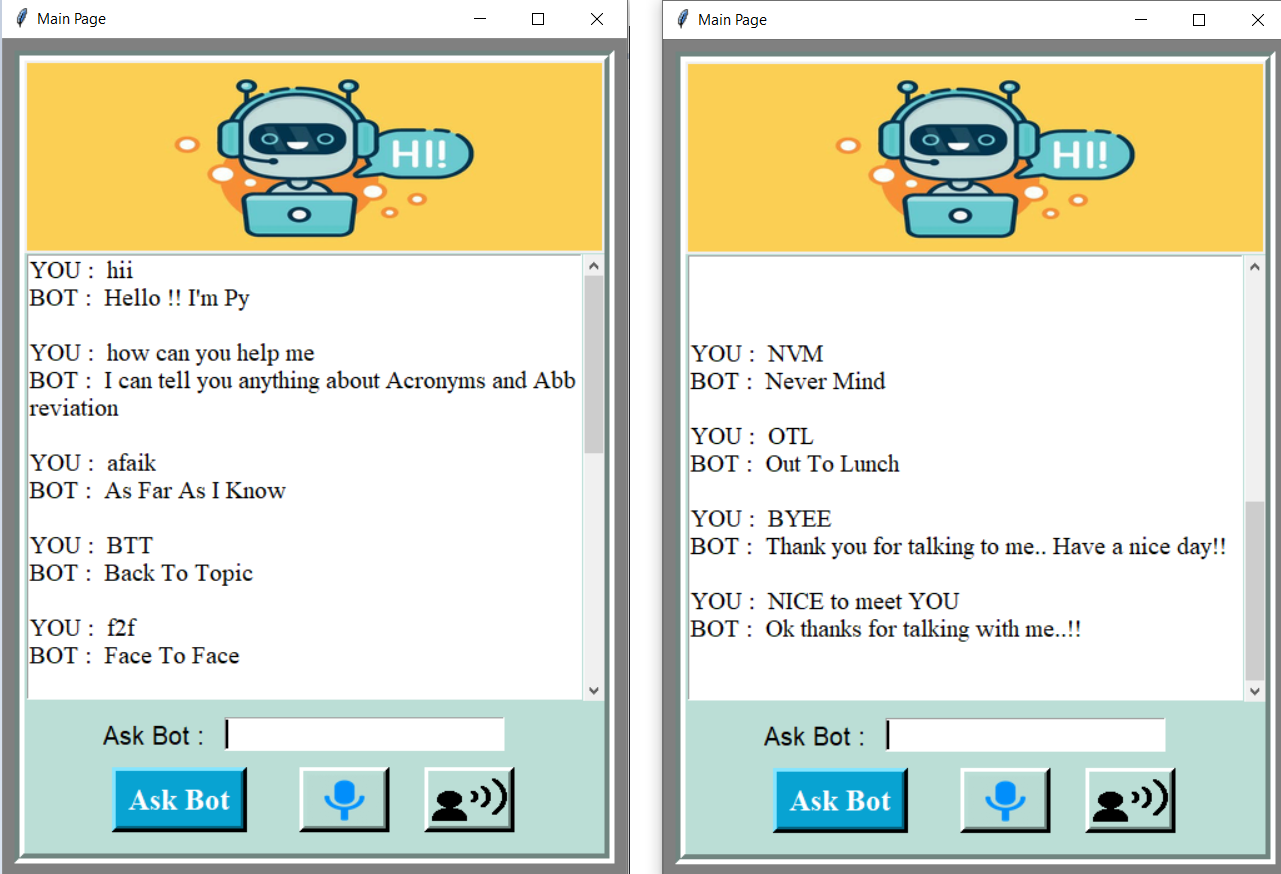 Main Page
HI!
YOU : hii
BOT : Hello !! I'm Py
YOU : how can you help me
BOT : I can tell you anything about Acronyms and Abb
reviation
YOU : afaik
BOT : As Far As I Know
YOU : BTT
BOT : Back To Topic
YOU : f2f
BOT : Face To Face
Ask Bot :
Ask Bot
Main Page
HI!
YOU : NVM
BOT : Never Mind
YOU : OTL
BOT : Out To Lunch
YOU : BYEE
BOT : Thank you for talking to me.. Have a nice day!!
YOU : NICE to meet YOU
BOT : Ok thanks for talking with me..!!
Ask Bot :
Ask Bot